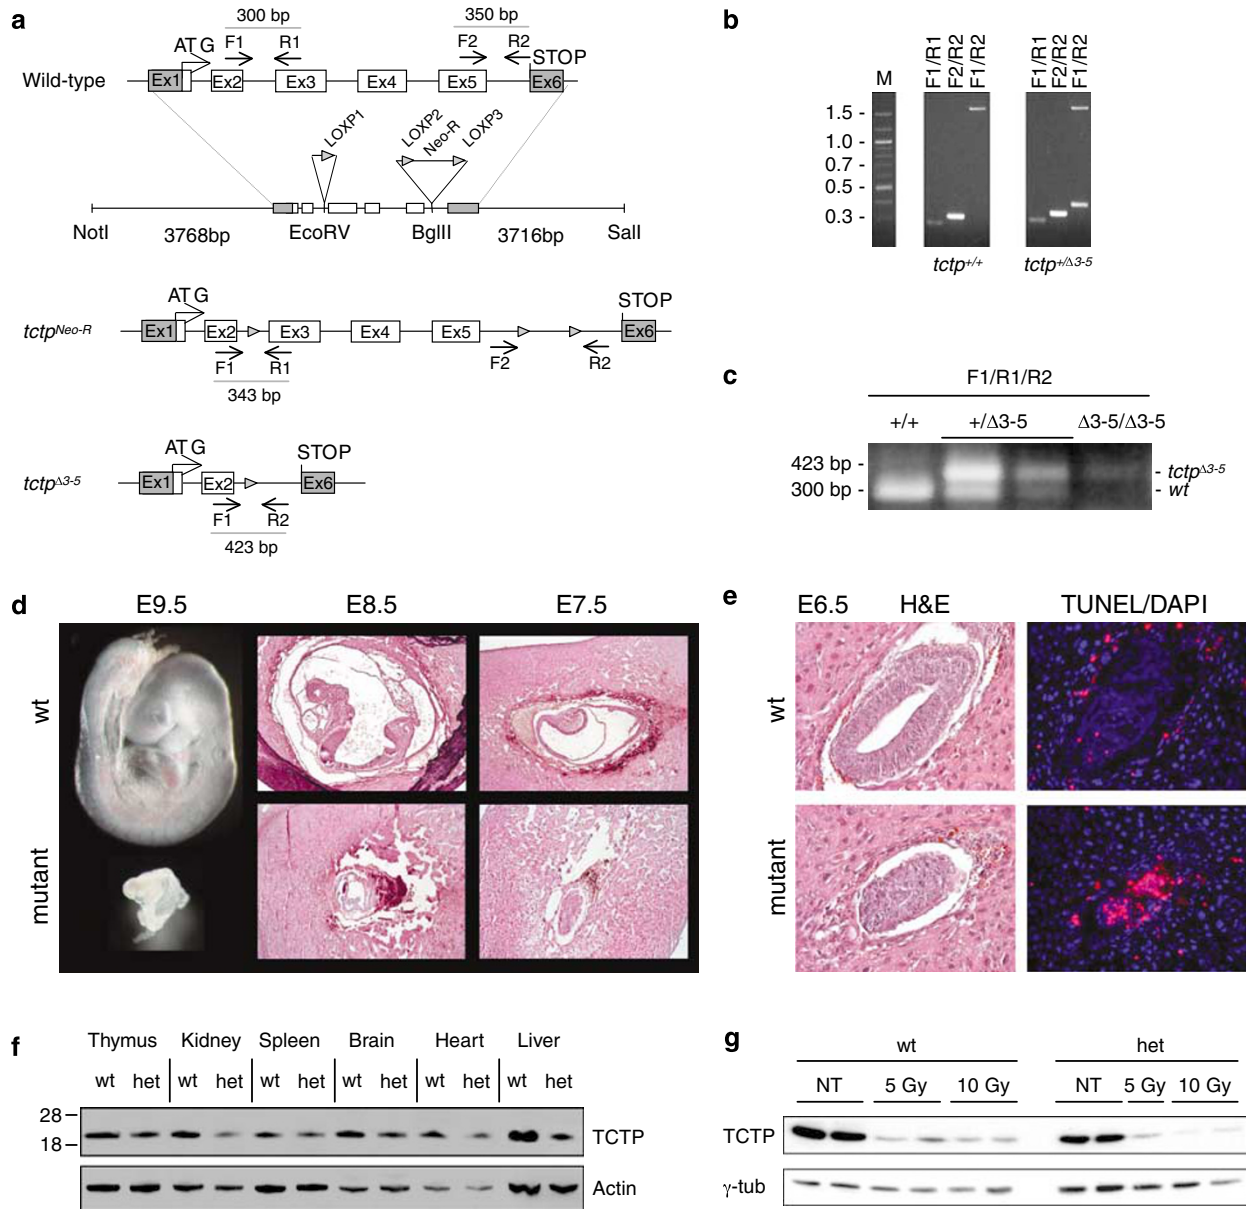 a
300 bp
350 bp
ATG F1 R1 F2 R2 STOP
Wild-type Ex1 Ex2 Ex3 Ex4 Ex5 Ex6
LOXP1 LOXP2 Neo-R LOXP3
NotI 3768bp EcoRV BglII 3716bp SalI
ATG STOP
tctpNeo-R Ex1 Ex2 Ex3 Ex4 Ex5 Ex6
F1 R1 F2 R2
343 bp
ATG STOP
tctpΔ3-5 Ex1 Ex2 Ex6
F1 R2
423 bp
b
M F1/R1 F2/R2 F1/R2 F1/R1 F2/R2 F1/R2
1.5 -
1.0 -
0.7 -
0.5 -
0.3 -
tctp+/+ tctp+/Δ3-5
c
F1/R1/R2
+/+ +/Δ3-5 Δ3-5/Δ3-5
423 bp - - tctpΔ3-5
300 bp - - wt
d
E9.5 E8.5 E7.5
wt
mutant
e
E6.5 H&E TUNEL/DAPI
wt
mutant
f
Thymus Kidney Spleen Brain Heart Liver
wt het wt het wt het wt het wt het wt het
28
18
TCTP
Actin
g
wt het
NT 5 Gy 10 Gy NT 5 Gy 10 Gy
TCTP
γ-tub